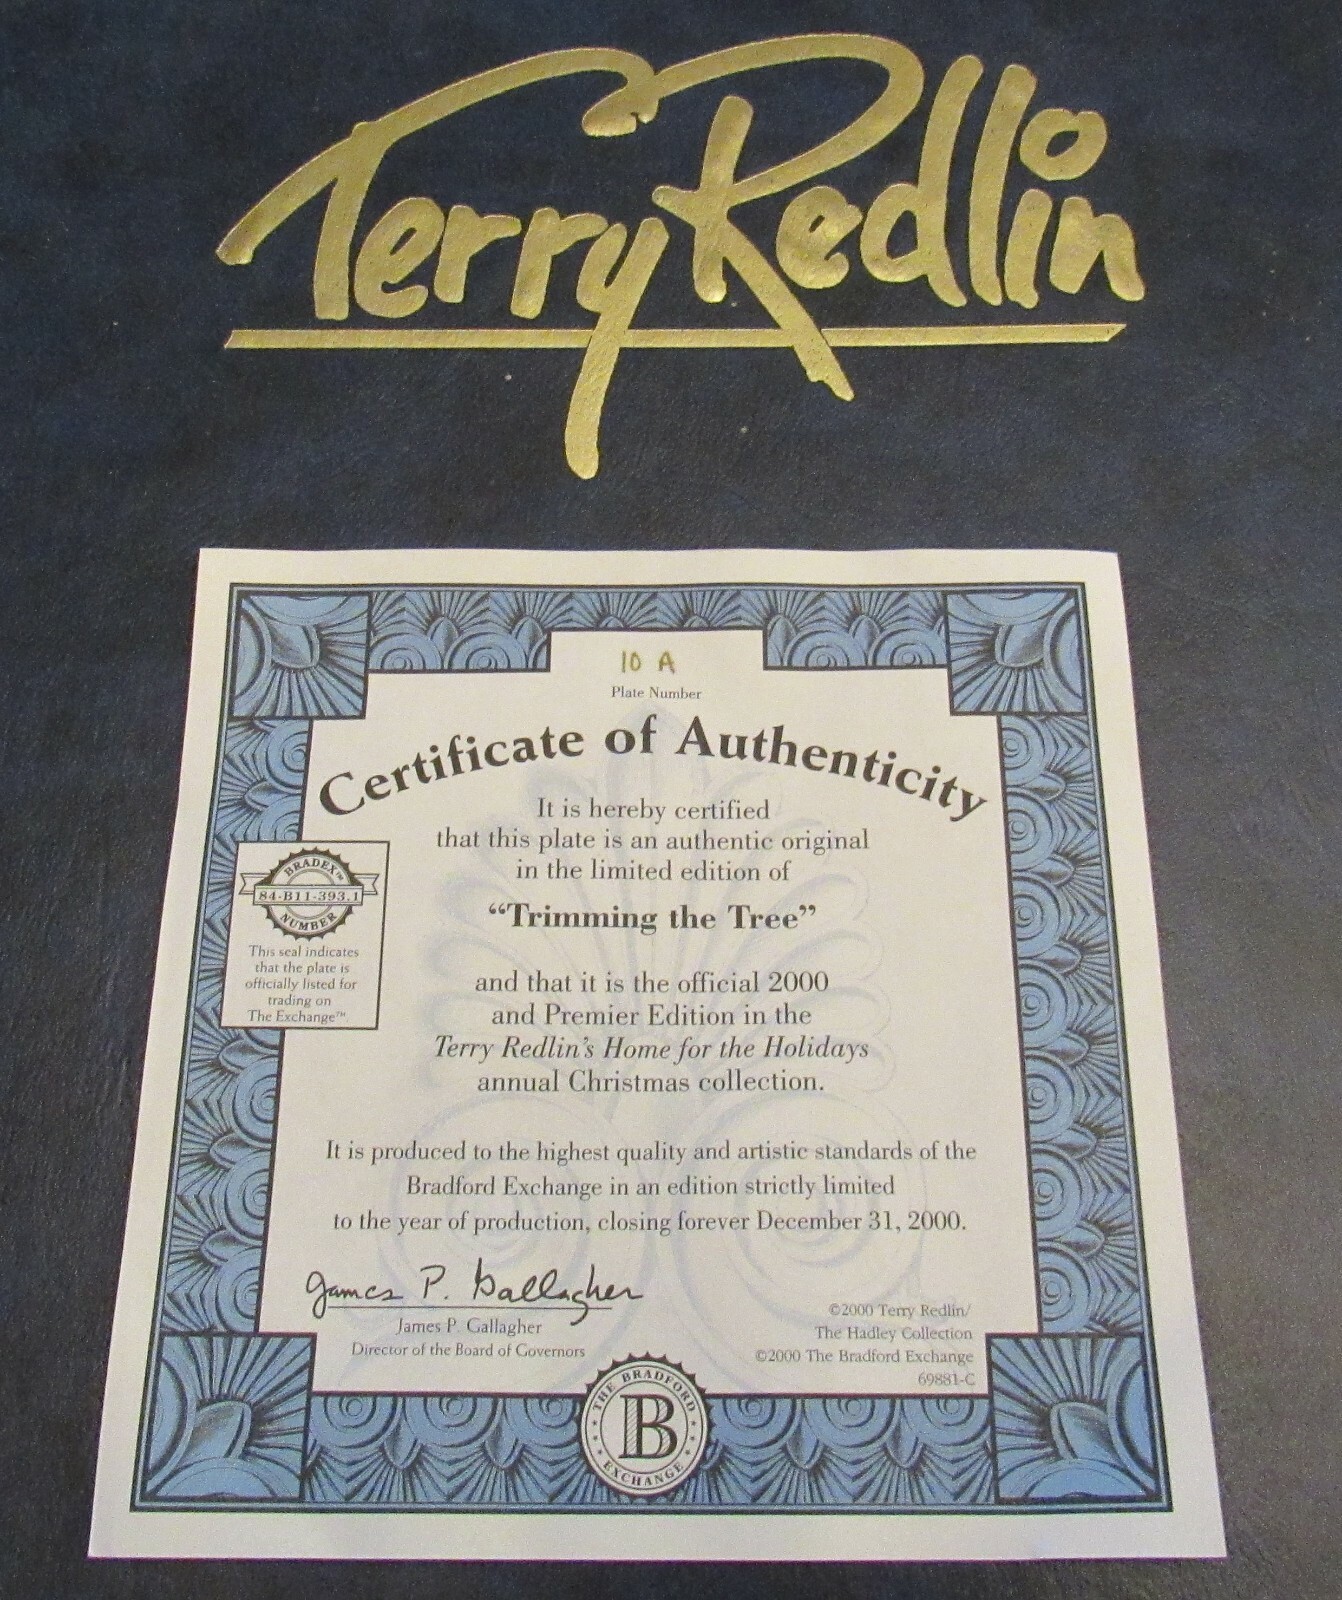 Terry Redlin
10 A
Plate Number
Certificate of Authenticity
It is hereby certified
that this plate is an authentic original
in the limited edition of
“Trimming the Tree”
and that it is the official 2000
and Premier Edition in the
Terry Redlin's Home for the Holidays
annual Christmas collection.
BRADEX™
84-B11-393.1
NUMBER
This seal indicates
that the plate is
officially listed for
trading on
The Exchange™.
It is produced to the highest quality and artistic standards of the
Bradford Exchange in an edition strictly limited
to the year of production, closing forever December 31, 2000.
James P. Gallagher
James P. Gallagher
Director of the Board of Governors
©2000 Terry Redlin/
The Hadley Collection
©2000 The Bradford Exchange
69881-C
THE BRADFORD
B
EXCHANGE